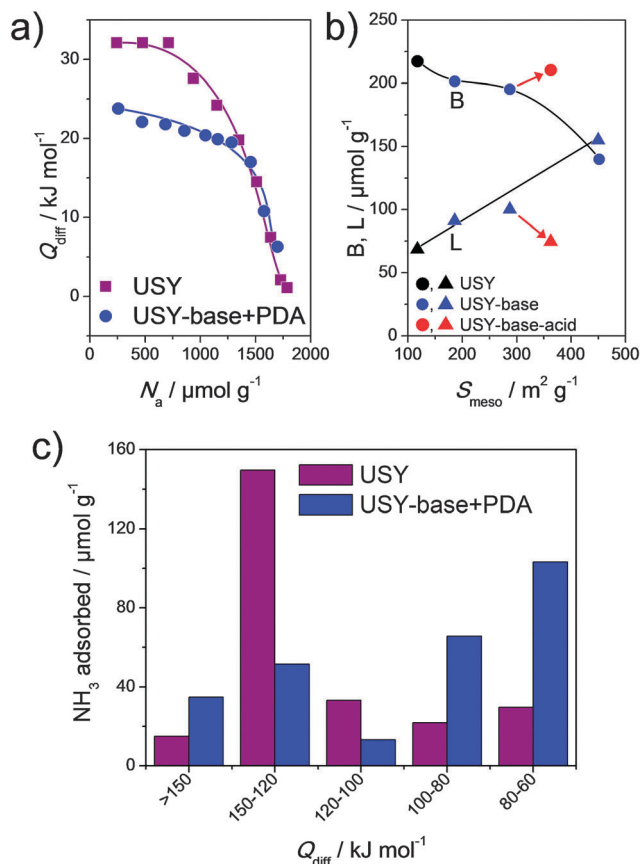 a)
30
20
10
0
Q_diff / kJ mol⁻¹
USY
USY-base+PDA
0 500 1000 1500 2000
N_a / μmol g⁻¹
b)
250
200
150
100
50
0
B, L / μmol g⁻¹
B
L
●, ▲ USY
●, ▲ USY-base
●, ▲ USY-base-acid
100 200 300 400 500
S_meso / m² g⁻¹
c)
160
120
80
40
0
NH₃ adsorbed / μmol g⁻¹
USY
USY-base+PDA
>150 150-120 120-100 100-80 80-60
Q_diff / kJ mol⁻¹